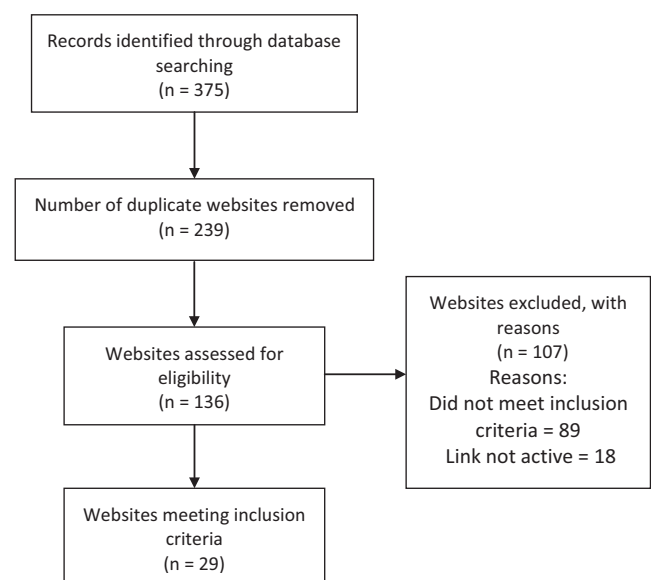 Records identified through database
searching
(n = 375)
Number of duplicate websites removed
(n = 239)
Websites assessed for
eligibility
(n = 136)
Websites excluded, with
reasons
(n = 107)
Reasons:
Did not meet inclusion
criteria = 89
Link not active = 18
Websites meeting inclusion
criteria
(n = 29)